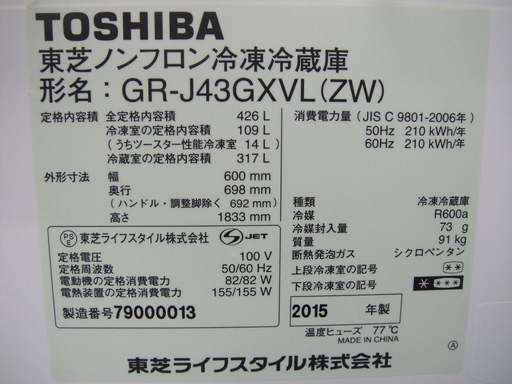 TOSHIBA
東芝ノンフロン冷凍冷蔵庫
形名：GR-J43GXVL(ZW)
定格内容積 全定格内容積 426 L
冷凍室の定格内容積 109 L
(うちツースター性能冷凍室 14 L)
冷蔵室の定格内容積 317 L
外形寸法 幅 600 mm
奥行 698 mm
(ハンドル・調整脚除く 692 mm)
高さ 1833 mm
消費電力量 (JIS C 9801-2006年)
50Hz 210 kWh/年
60Hz 210 kWh/年
種類 冷凍冷蔵庫
冷媒 R600a
冷媒封入量 73 g
質量 91 kg
断熱発泡ガス シクロペンタン
上段冷凍室の記号 **
下段冷凍室の記号 * ***
PS E 東芝ライフスタイル株式会社 S JET
定格電圧 100 V
定格周波数 50/60 Hz
電動機の定格消費電力 82/82 W
電熱装置の定格消費電力 155/155 W
製造番号 79000013
2015 年製
温度ヒューズ 77℃
MADE IN CHINA
Ⓐ
東芝ライフスタイル株式会社